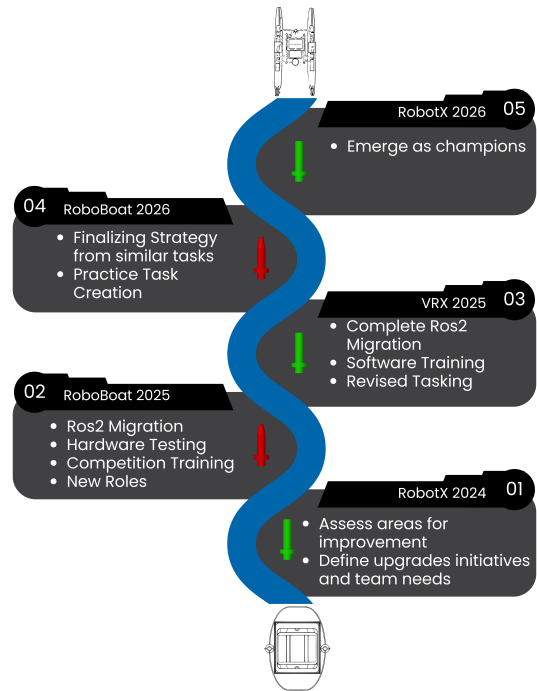 RobotX 2026 05
• Emerge as champions
04 RoboBoat 2026
• Finalizing Strategy
from similar tasks
• Practice Task
Creation
VRX 2025 03
• Complete Ros2
Migration
• Software Training
• Revised Tasking
02 RoboBoat 2025
• Ros2 Migration
• Hardware Testing
• Competition Training
• New Roles
RobotX 2024 01
• Assess areas for
improvement
• Define upgrades initiatives
and team needs